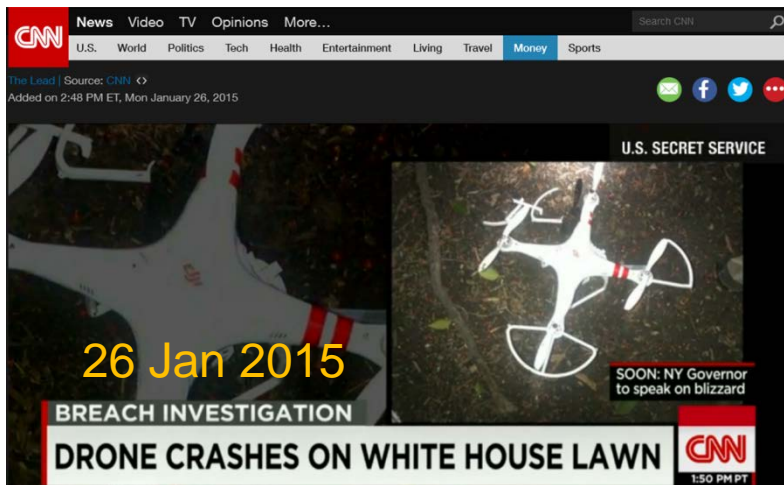 CNN
News Video TV Opinions More...
Search CNN
U.S. World Politics Tech Health Entertainment Living Travel Money Sports
The Lead | Source: CNN <>
Added on 2:48 PM ET, Mon January 26, 2015
U.S. SECRET SERVICE
26 Jan 2015
SOON: NY Governor
to speak on blizzard
BREACH INVESTIGATION
DRONE CRASHES ON WHITE HOUSE LAWN
CNN
1:50 PM PT